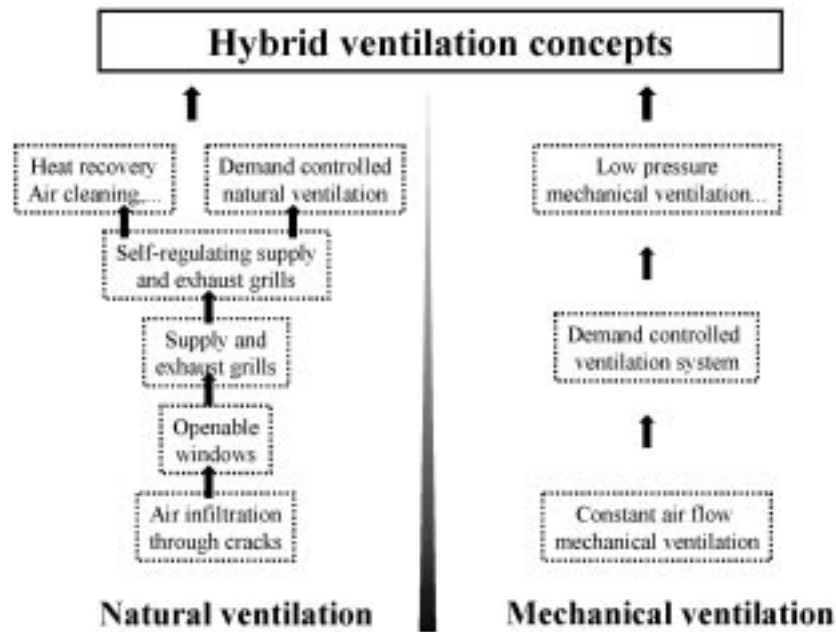 Hybrid ventilation concepts
Heat recovery
Air cleaning,...
Demand controlled
natural ventilation
Low pressure
mechanical ventilation...
Self-regulating supply
and exhaust grills
Supply and
exhaust grills
Demand controlled
ventilation system
Openable
windows
Air infiltration
through cracks
Constant air flow
mechanical ventilation
Natural ventilation
Mechanical ventilation